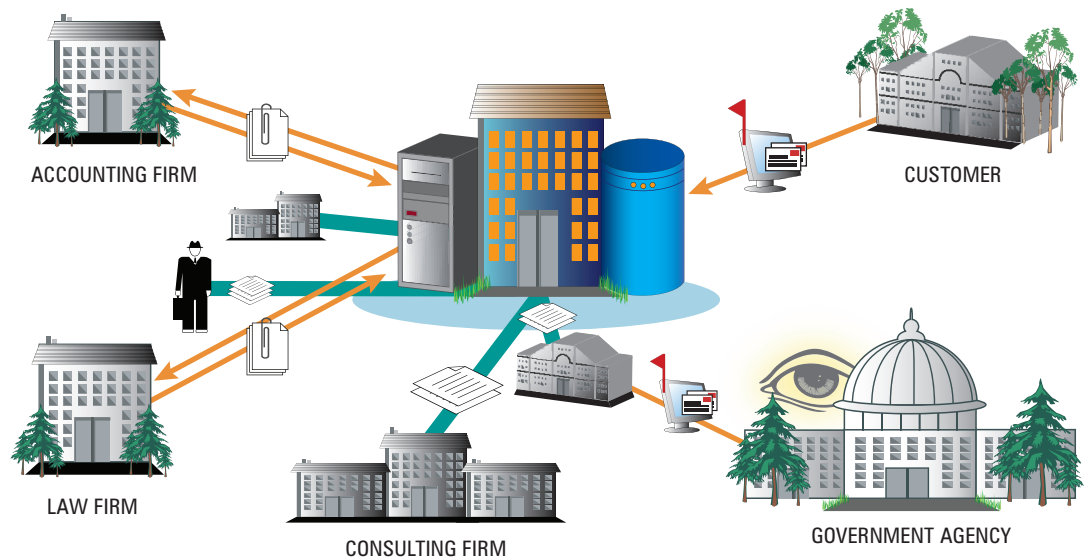 ACCOUNTING FIRM
CUSTOMER
LAW FIRM
CONSULTING FIRM
GOVERNMENT AGENCY